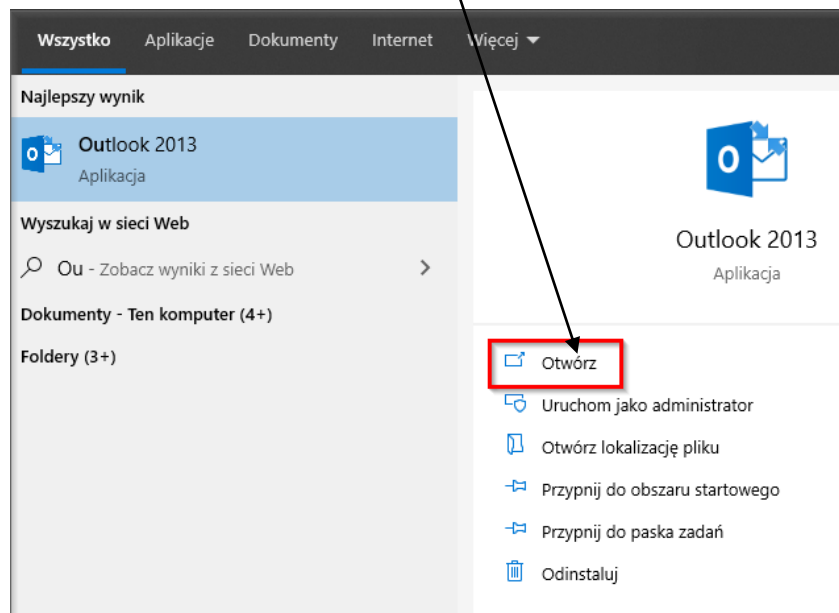 Wszystko Aplikacje Dokumenty Internet Więcej
Najlepszy wynik
Outlook 2013
Aplikacja
Wyszukaj w sieci Web
Ou - Zobacz wyniki z sieci Web
Dokumenty - Ten komputer (4+)
Foldery (3+)
Outlook 2013
Aplikacja
Otwórz
Uruchom jako administrator
Otwórz lokalizację pliku
Przypnij do obszaru startowego
Przypnij do paska zadań
Odinstaluj